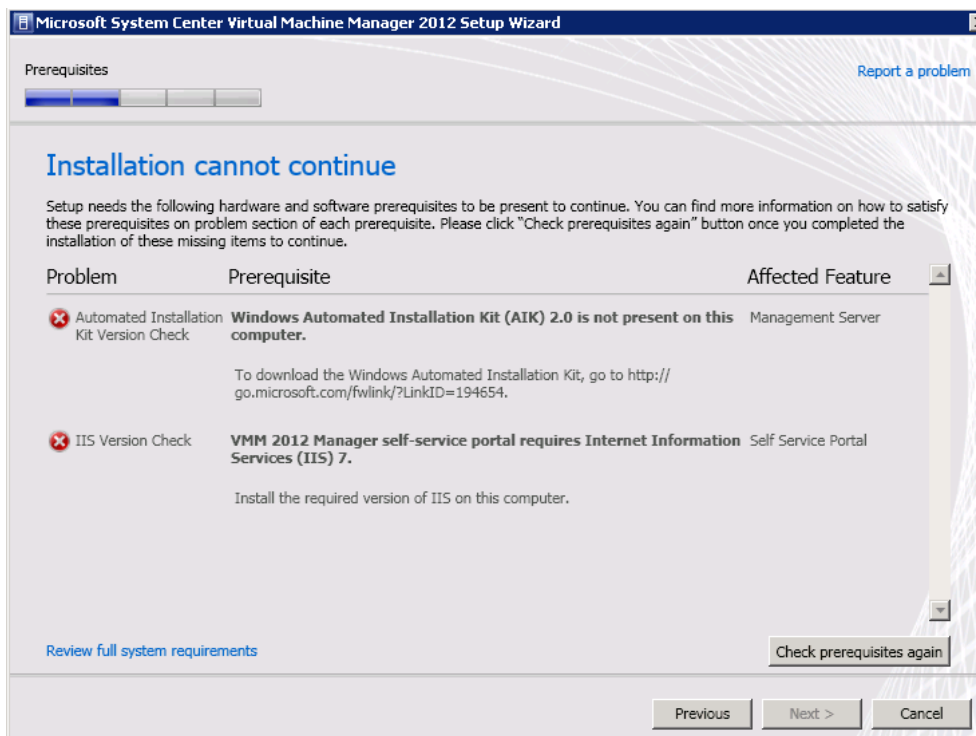 Microsoft System Center Virtual Machine Manager 2012 Setup Wizard
Prerequisites
Report a problem
Installation cannot continue
Setup needs the following hardware and software prerequisites to be present to continue. You can find more information on how to satisfy
these prerequisites on problem section of each prerequisite. Please click "Check prerequisites again" button once you completed the
installation of these missing items to continue.
Problem Prerequisite Affected Feature
Automated Installation Windows Automated Installation Kit (AIK) 2.0 is not present on this Management Server
Kit Version Check computer.
To download the Windows Automated Installation Kit, go to http://
go.microsoft.com/fwlink/?LinkID=194654.
IIS Version Check VMM 2012 Manager self-service portal requires Internet Information Self Service Portal
Services (IIS) 7.
Install the required version of IIS on this computer.
Review full system requirements
Check prerequisites again
Previous Next > Cancel